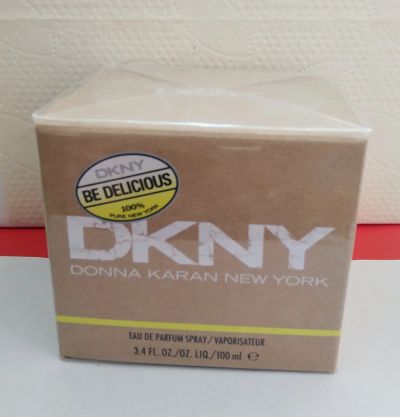 DKNY
BE DELICIOUS
100%
PURE NEW YORK
DKNY
DONNA KARAN NEW YORK
EAU DE PARFUM SPRAY / VAPORISATEUR
3.4 FL. OZ./OZ. LIQ./100 ml ℮